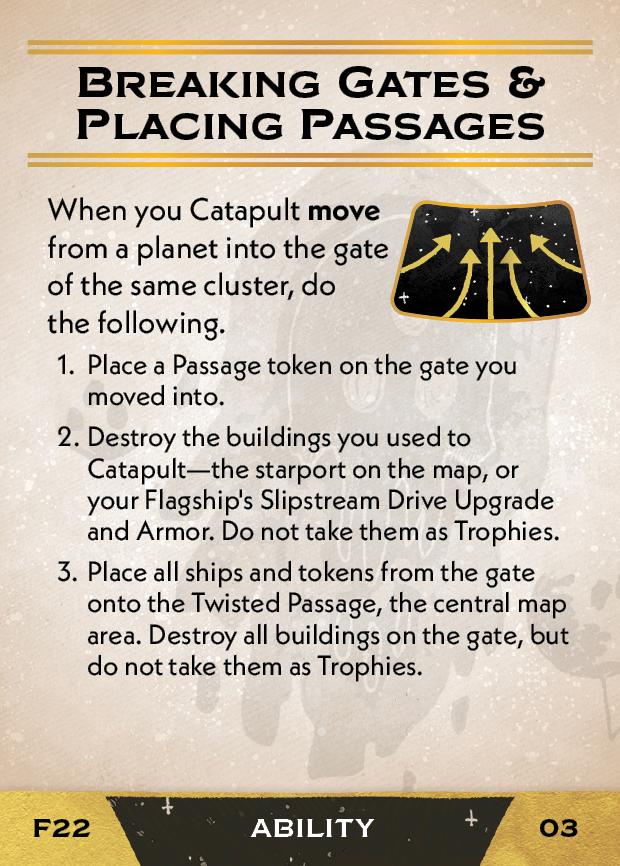 BREAKING GATES &
PLACING PASSAGES
When you Catapult move
from a planet into the gate
of the same cluster, do
the following.
1. Place a Passage token on the gate you
moved into.
2. Destroy the buildings you used to
Catapult—the starport on the map, or
your Flagship's Slipstream Drive Upgrade
and Armor. Do not take them as Trophies.
3. Place all ships and tokens from the gate
onto the Twisted Passage, the central map
area. Destroy all buildings on the gate, but
do not take them as Trophies.
F22 ABILITY 03